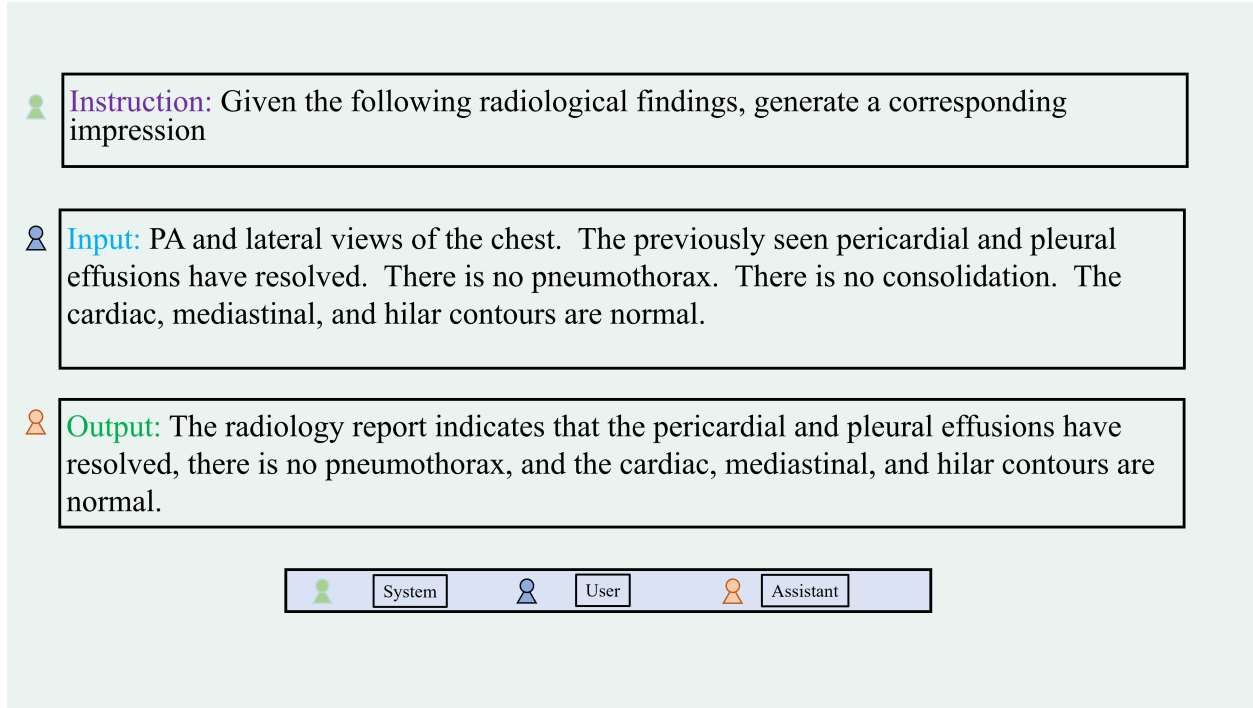 Instruction: Given the following radiological findings, generate a corresponding
impression
Input: PA and lateral views of the chest.  The previously seen pericardial and pleural
effusions have resolved.  There is no pneumothorax.  There is no consolidation.  The
cardiac, mediastinal, and hilar contours are normal.
Output: The radiology report indicates that the pericardial and pleural effusions have
resolved, there is no pneumothorax, and the cardiac, mediastinal, and hilar contours are
normal.
System User Assistant